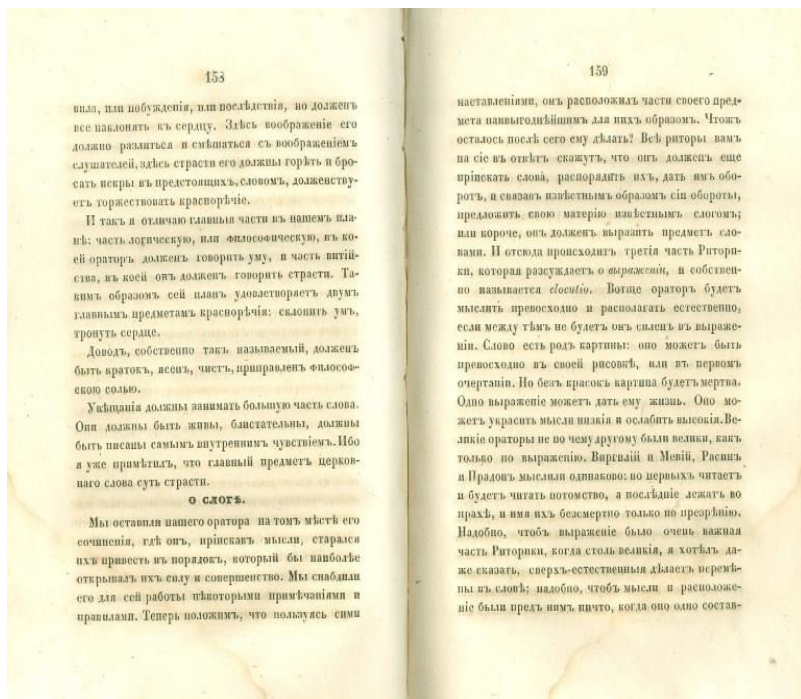 158
вила, или побужденія, или послѣдствія, но долженъ
все наклонять къ сердцу. Здѣсь воображеніе его
должно разлиться и смѣшаться съ воображеніемъ
слушателей, здѣсь страсти его должны горѣть и бро-
сать искры въ предстоящихъ, словомъ, долженству-
етъ торжествовать краснорѣчіе.
И такъ я отличаю главныя части въ нашемъ пла-
нѣ: часть логическую, или Философическую, въ ко-
ей ораторъ долженъ говорить уму, и часть витій-
ства, въ коей онъ долженъ говорить страсти. Та-
кимъ образомъ сей планъ удовлетворяетъ двумъ
главнымъ предметамъ краснорѣчія: склонить умъ,
тронуть сердце.
Доводъ, собственно такъ называемый, долженъ
быть кратокъ, ясенъ, чистъ, приправленъ Философ-
скою солью.
Увѣщанія должны занимать большую часть слова.
Они должны быть живы, блистательны, должны
быть писаны самымъ внутреннимъ чувствіемъ. Ибо
я уже примѣтилъ, что главный предметъ церков-
наго слова суть страсти.
О СЛОГѢ.
Мы оставили нашего оратора на томъ мѣстѣ его
сочиненія, гдѣ онъ, пріискавъ мысли, старался
ихъ привесть въ порядокъ, который бы наиболѣе
открывалъ ихъ силу и совершенство. Мы снабдили
его для сей работы нѣкоторыми примѣчаніями и
правилами. Теперь положимъ, что пользуясь сими
159
наставленіями, онъ расположилъ части своего пред-
мета наивыгоднѣйшимъ для нихъ образомъ. Чтожъ
осталось послѣ сего ему дѣлать? Всѣ риторы вамъ
на сіе въ отвѣтъ скажутъ, что онъ долженъ еще
пріискать слова, распорядить ихъ, дать имъ обо-
ротъ, и сказавъ извѣстнымъ образомъ сіи обороты,
предложить свою матерію извѣстнымъ слогомъ;
или короче, онъ долженъ выразить предметъ сло-
вами. И отсюда происходитъ третія часть Ритори-
ки, которая разсуждаетъ о выраженіи, и собствен-
но называется elocutio. Вотще ораторъ будетъ
мыслить превосходно и располагать естественно,
если между тѣмъ не будетъ онъ силенъ въ выраже-
ніи. Слово есть родъ картины: оно можетъ быть
превосходно въ своей рисовкѣ, или въ первомъ
очертаніи. Но безъ красокъ картина будетъ мертва.
Одно выраженіе можетъ дать ему жизнь. Оно мо-
жетъ украсить мысли низкія и ослабить высокія. Ве-
ликіе ораторы не по чему другому были велики, какъ
только по выраженію. Виргилій и Мевій, Расинъ
и Прадонъ мыслили одинаково: но первыхъ читаетъ
и будетъ читать потомство, а послѣдніе лежатъ во
прахѣ, и имя ихъ безсмертно только по презрѣнію.
Надобно, чтобъ выраженіе было очень важная
часть Риторики, когда столь великія, я хотѣлъ да-
же сказать, сверхъ-естественныя дѣлаетъ перемѣ-
ны въ словѣ; надобно, чтобъ мысли и расположе-
ніе были предъ нимъ ничто, когда оно одно состав-